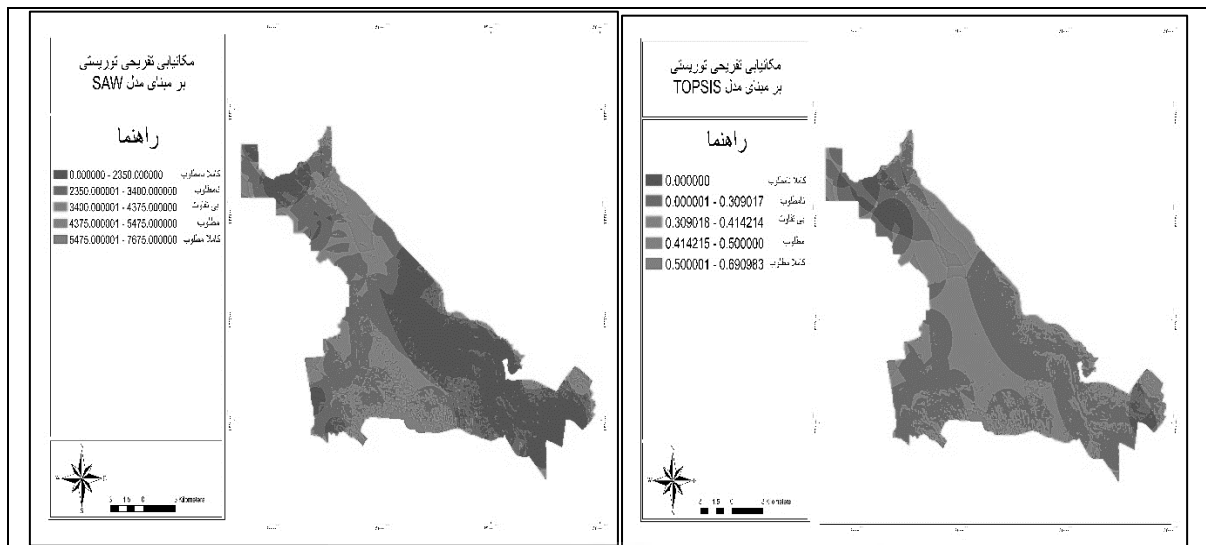 مکانیابی تفریحی توریستی
بر مبنای مدل SAW
راهنما
0.000000 - 2350.000000 کاملا نامطلوب
2350.000001 - 3400.000000 نامطلوب
3400.000001 - 4375.000000 بی تفاوت
4375.000001 - 5475.000000 مطلوب
5475.000001 - 7675.000000 کاملا مطلوب
Kilometers
مکانیابی تفریحی توریستی
بر مبنای مدل TOPSIS
راهنما
0.000000 کاملا نامطلوب
0.000001 - 0.309017 نامطلوب
0.309018 - 0.414214 بی تفاوت
0.414215 - 0.500000 مطلوب
0.500001 - 0.690983 کاملا مطلوب
Kilometers